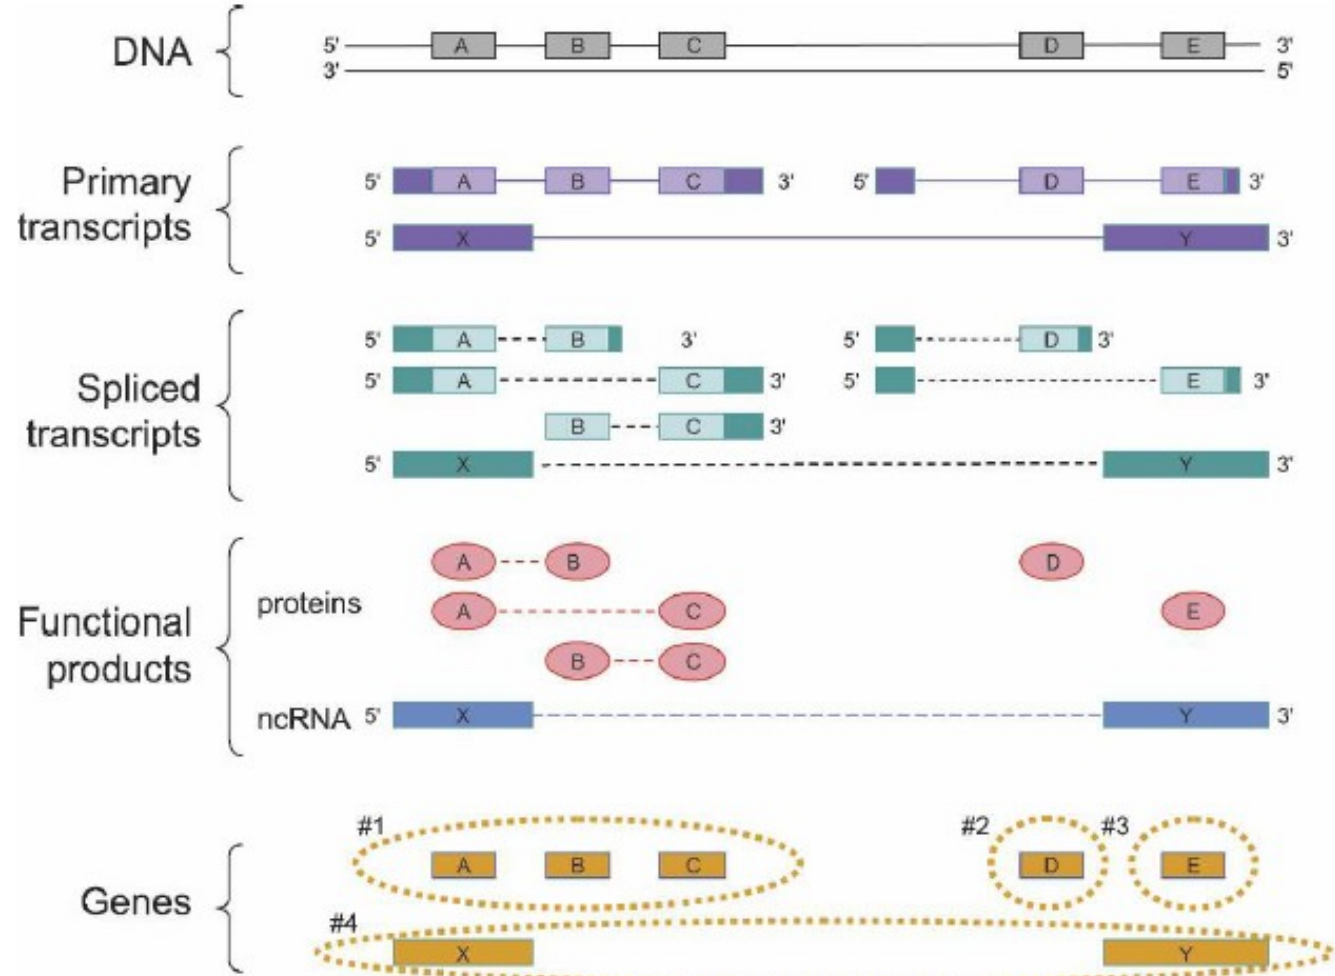 DNA
5' A B C D E 3'
3' 5'
Primary
transcripts
5' A B C 3' 5' D E 3'
5' X Y 3'
Spliced
transcripts
5' A B 3' 5' D 3'
5' A C 3' 5' E 3'
B C 3'
5' X Y 3'
Functional
products
proteins
A B D
A C E
B C
ncRNA 5' X Y 3'
Genes
#1 #2 #3
A B C D E
#4
X Y